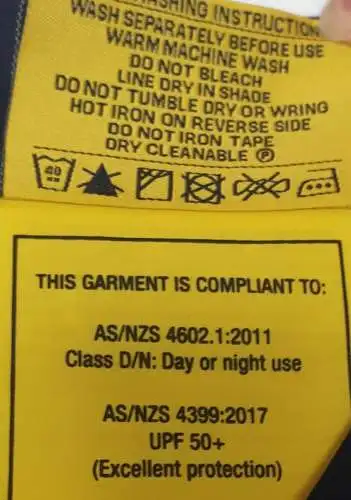 WASHING INSTRUCTION
WASH SEPARATELY BEFORE USE
WARM MACHINE WASH
DO NOT BLEACH
LINE DRY IN SHADE
DO NOT TUMBLE DRY OR WRING
HOT IRON ON REVERSE SIDE
DO NOT IRON TAPE
DRY CLEANABLE Ⓟ
40
THIS GARMENT IS COMPLIANT TO:
AS/NZS 4602.1:2011
Class D/N: Day or night use
AS/NZS 4399:2017
UPF 50+
(Excellent protection)